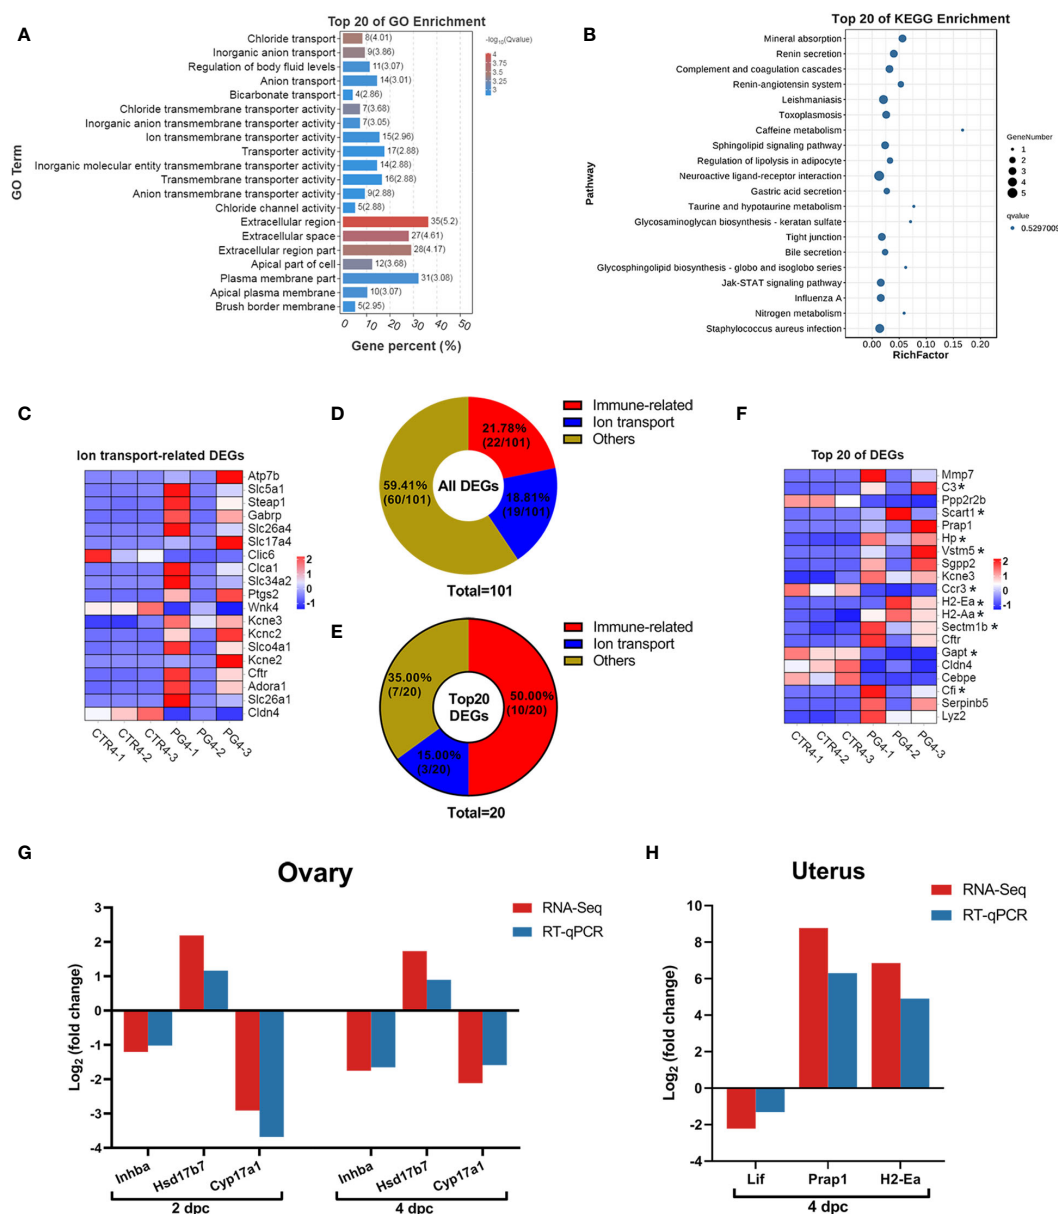 A
Top 20 of GO Enrichment
GO Term
Chloride transport 8(4.01)
Inorganic anion transport 9(3.86)
Regulation of body fluid levels 11(3.07)
Anion transport 14(3.01)
Bicarbonate transport 4(2.86)
Chloride transmembrane transporter activity 7(3.68)
Inorganic anion transmembrane transporter activity 7(3.05)
Ion transmembrane transporter activity 15(2.96)
Transporter activity 17(2.88)
Inorganic molecular entity transmembrane transporter activity 14(2.88)
Transmembrane transporter activity 16(2.88)
Anion transmembrane transporter activity 9(2.88)
Chloride channel activity 5(2.88)
Extracellular region 35(5.2)
Extracellular space 27(4.61)
Extracellular region part 28(4.17)
Apical part of cell 12(3.68)
Plasma membrane part 31(3.08)
Apical plasma membrane 10(3.07)
Brush border membrane 5(2.95)
0 10 20 30 40 50
Gene percent (%)
-log10(Qvalue)
4
3.75
3.5
3.25
3
B
Top 20 of KEGG Enrichment
Pathway
Mineral absorption
Renin secretion
Complement and coagulation cascades
Renin-angiotensin system
Leishmaniasis
Toxoplasmosis
Caffeine metabolism
Sphingolipid signaling pathway
Regulation of lipolysis in adipocyte
Neuroactive ligand-receptor interaction
Gastric acid secretion
Taurine and hypotaurine metabolism
Glycosaminoglycan biosynthesis - keratan sulfate
Tight junction
Bile secretion
Glycosphingolipid biosynthesis - globo and isoglobo series
Jak-STAT signaling pathway
Influenza A
Nitrogen metabolism
Staphylococcus aureus infection
0.00 0.05 0.10 0.15 0.20
RichFactor
GeneNumber
1
2
3
4
5
qvalue
0.5297009
C
Ion transport-related DEGs
Atp7b
Slc5a1
Steap1
Gabrp
Slc26a4
Slc17a4
Clic6
Clca1
Slc34a2
Ptgs2
Wnk4
Kcne3
Kcnc2
Slco4a1
Kcne2
Cftr
Adora1
Slc26a1
Cldn4
CTR4-1 CTR4-2 CTR4-3 PG4-1 PG4-2 PG4-3
2
1
0
-1
D
21.78%
(22/101)
18.81%
(19/101)
59.41%
(60/101)
All DEGs
Immune-related
Ion transport
Others
Total=101
E
Immune-related
Ion transport
Others
35.00%
(7/20)
50.00%
(10/20)
15.00%
(3/20)
Top20
DEGs
Total=20
F
Top 20 of DEGs
Mmp7
C3 *
Ppp2r2b
Scart1 *
Prap1
Hp *
Vstm5 *
Sgpp2
Kcne3
Ccr3 *
H2-Ea *
H2-Aa *
Sectm1b *
Cftr
Gapt *
Cldn4
Cebpe
Cfi *
Serpinb5
Lyz2
CTR4-1 CTR4-2 CTR4-3 PG4-1 PG4-2 PG4-3
2
1
0
-1
G
Ovary
RNA-Seq
RT-qPCR
Log2 (fold change)
3
2
1
0
-1
-2
-3
-4
Inhba Hsd17b7 Cyp17a1 Inhba Hsd17b7 Cyp17a1
2 dpc 4 dpc
H
Uterus
RNA-Seq
RT-qPCR
Log2 (fold change)
10
8
6
4
2
0
-2
-4
Lif Prap1 H2-Ea
4 dpc